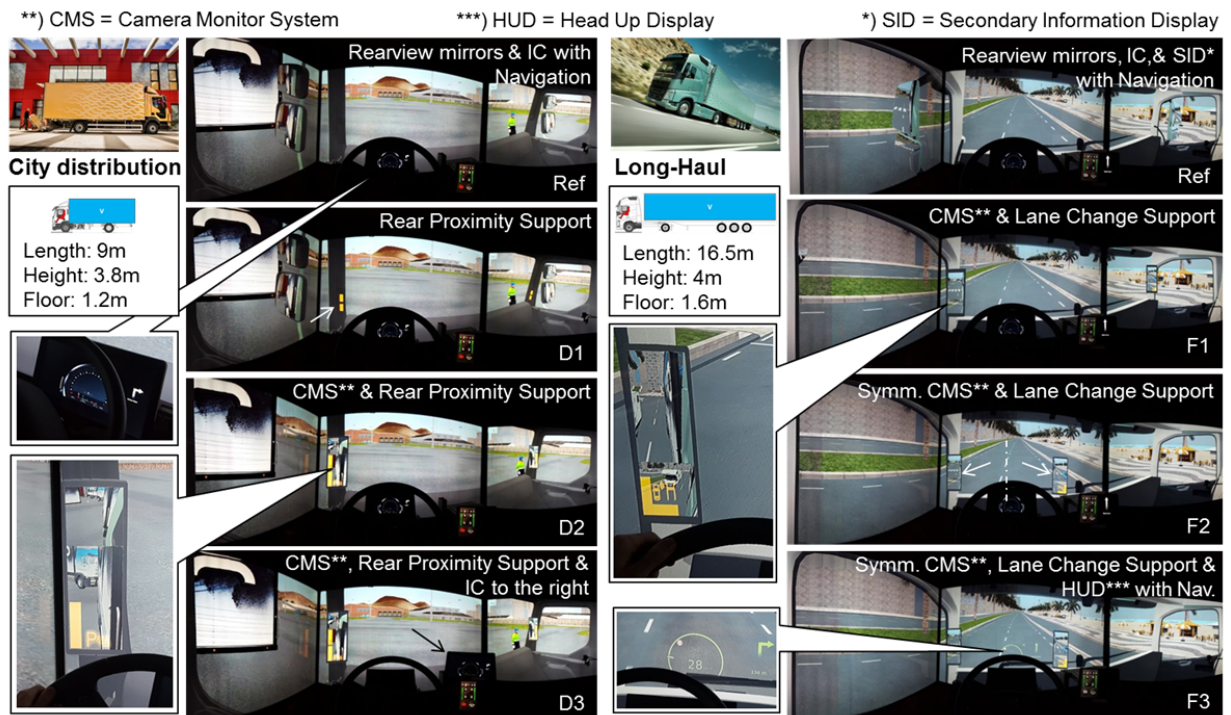 **) CMS = Camera Monitor System
***) HUD = Head Up Display
*) SID = Secondary Information Display
City distribution
Length: 9m
Height: 3.8m
Floor: 1.2m
Rearview mirrors & IC with
Navigation
Ref
Rear Proximity Support
D1
CMS** & Rear Proximity Support
D2
CMS**, Rear Proximity Support &
IC to the right
D3
Long-Haul
V
V
Length: 16.5m
Height: 4m
Floor: 1.6m
28
Rearview mirrors, IC,& SID*
with Navigation
Ref
CMS** & Lane Change Support
F1
Symm. CMS** & Lane Change Support
F2
Symm. CMS**, Lane Change Support &
HUD*** with Nav.
F3